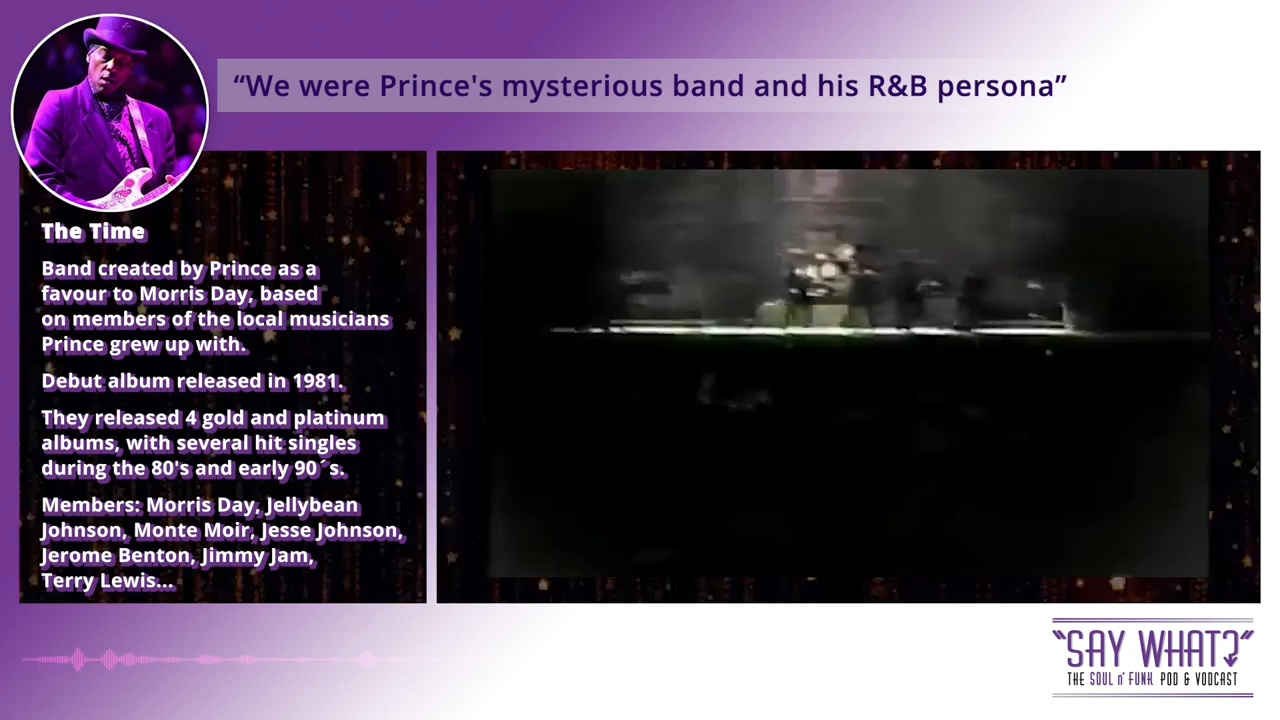 “We were Prince's mysterious band and his R&B persona”
The Time
Band created by Prince as a
favour to Morris Day, based
on members of the local musicians
Prince grew up with.
Debut album released in 1981.
They released 4 gold and platinum
albums, with several hit singles
during the 80's and early 90´s.
Members: Morris Day, Jellybean
Johnson, Monte Moir, Jesse Johnson,
Jerome Benton, Jimmy Jam,
Terry Lewis...
“SAY WHAT?”
THE SOUL n' FUNK POD & VODCAST